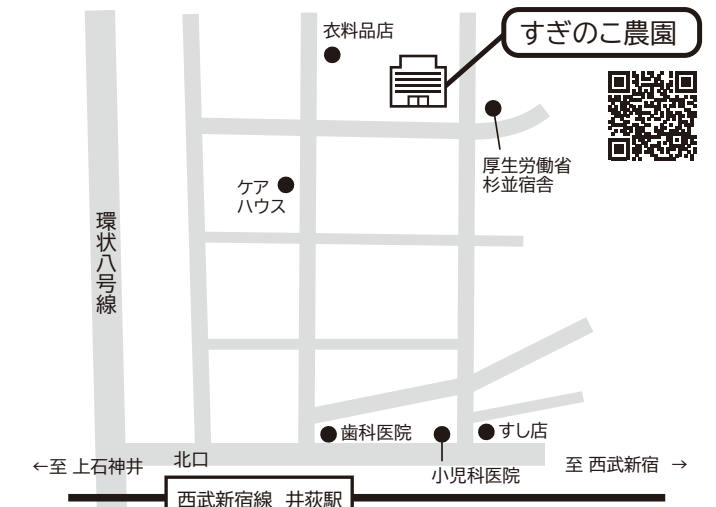 衣料品店
すぎのこ農園
厚生労働省
杉並宿舎
ケア
ハウス
環状八号線
歯科医院
すし店
小児科医院
←至 上石神井
北口
至 西武新宿 →
西武新宿線 井荻駅